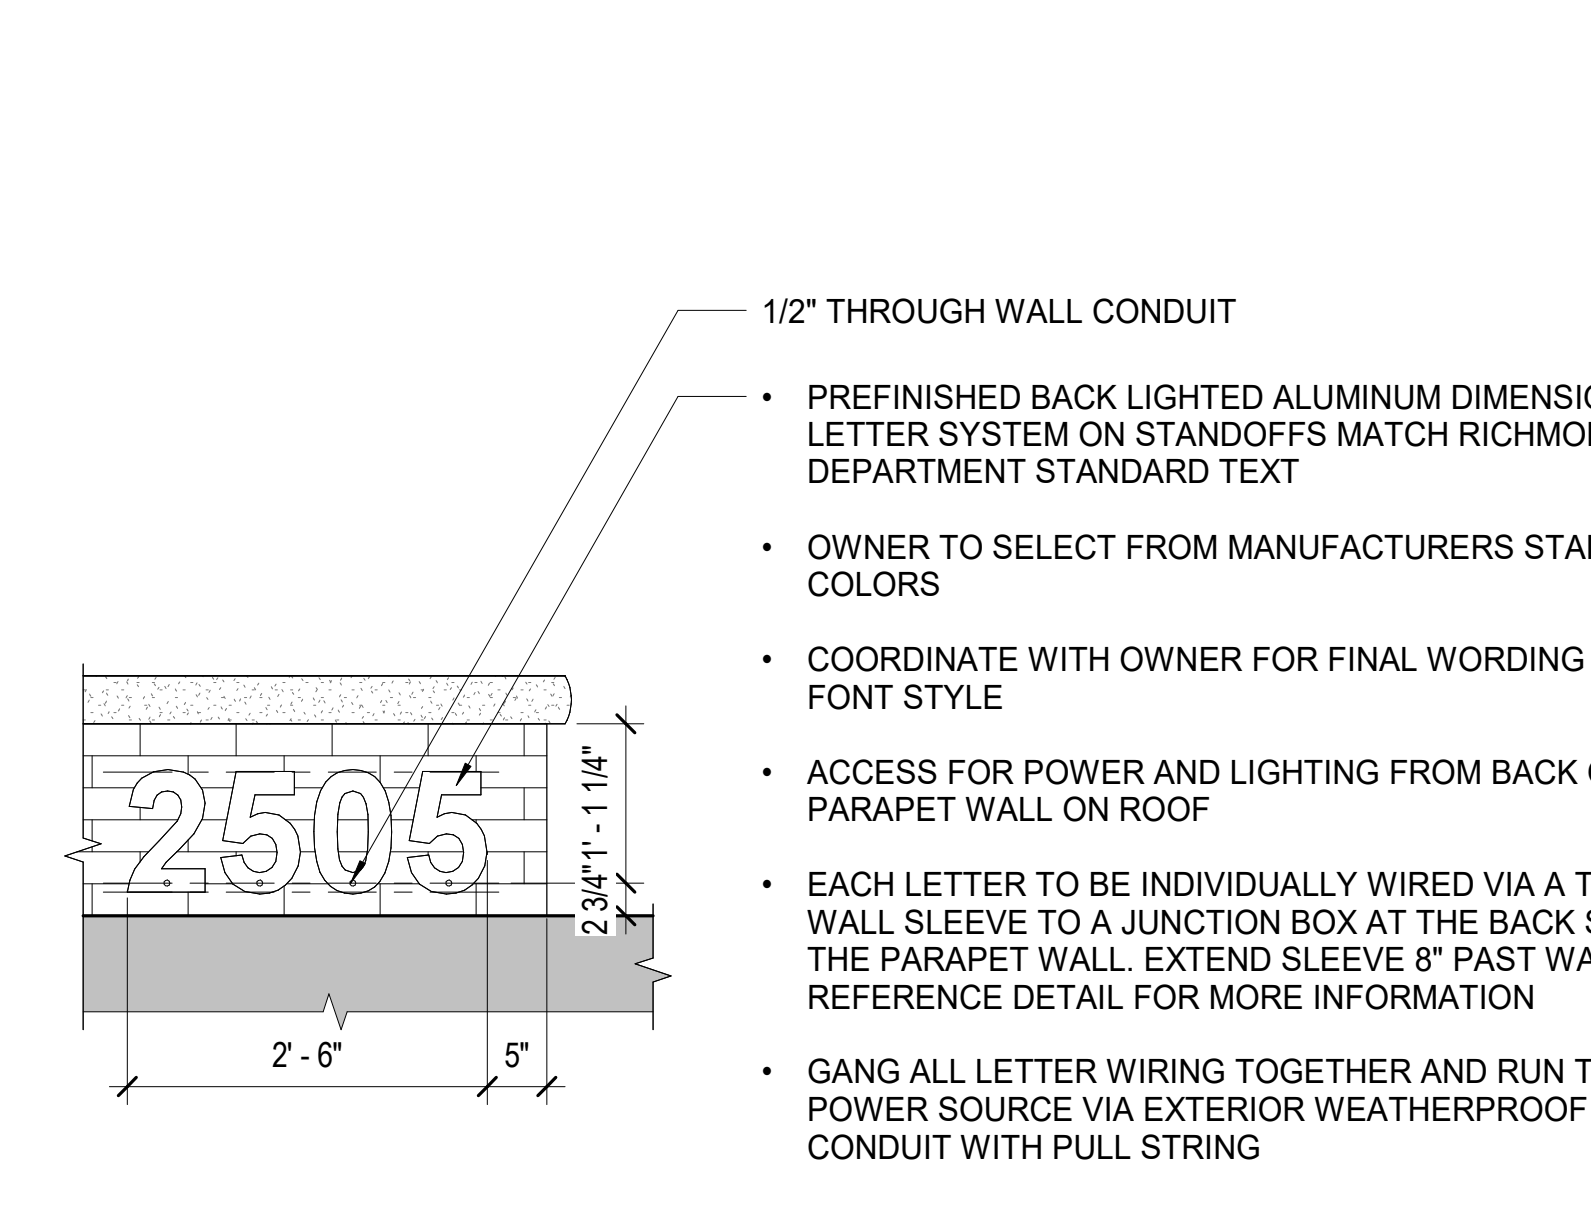 1/2" THROUGH WALL CONDUIT
• PREFINISHED BACK LIGHTED ALUMINUM
LETTER SYSTEM ON STANDOFFS MATCH
DEPARTMENT STANDARD TEXT
• OWNER TO SELECT FROM MANUFACTURERS
COLORS
• COORDINATE WITH OWNER FOR FINAL WORDING
FONT STYLE
• ACCESS FOR POWER AND LIGHTING FROM BACK
PARAPET WALL ON ROOF
• EACH LETTER TO BE INDIVIDUALLY WIRED VIA A
WALL SLEEVE TO A JUNCTION BOX AT THE BACK
THE PARAPET WALL. EXTEND SLEEVE 8" PAST
REFERENCE DETAIL FOR MORE INFORMATION
• GANG ALL LETTER WIRING TOGETHER AND RUN
POWER SOURCE VIA EXTERIOR WEATHERPROOF
CONDUIT WITH PULL STRING
2505
1' - 1 1/4"
2 3/4"
2' - 6"
5"